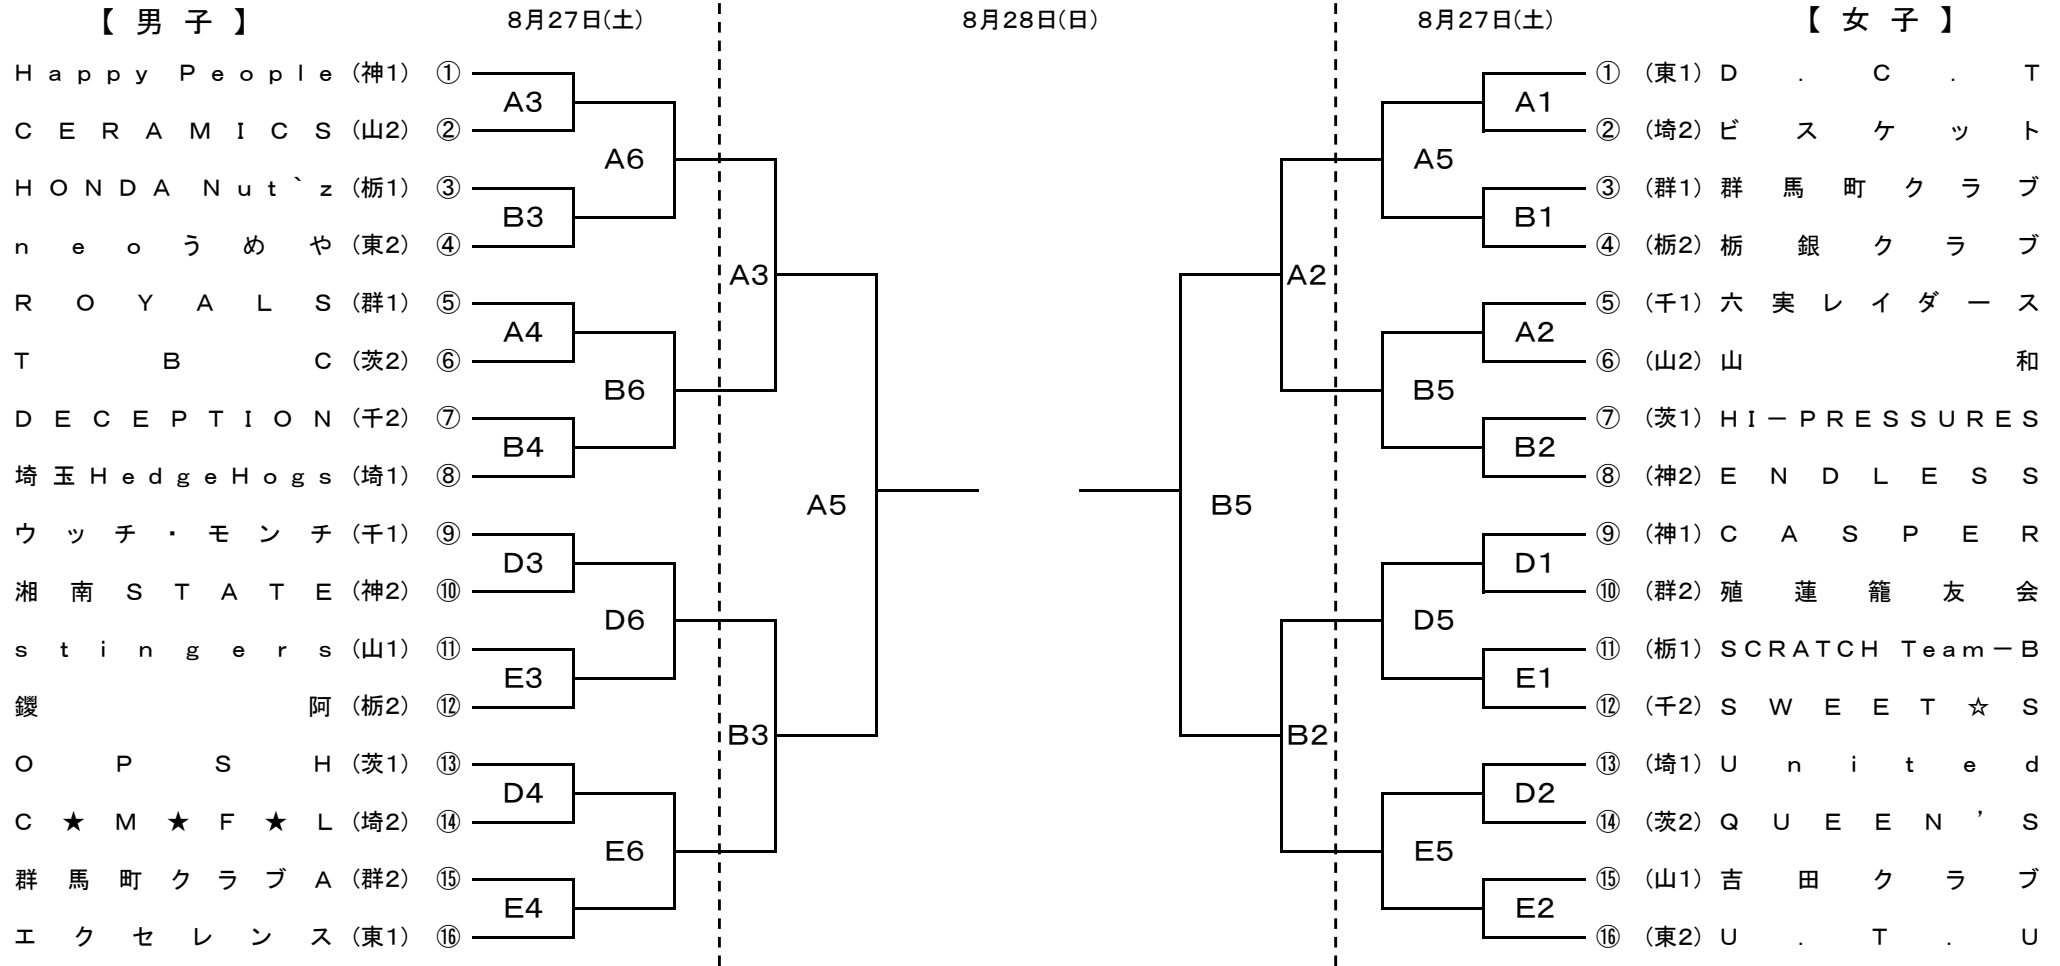 【 男 子 】 8月27日(土) 8月28日(日) 8月27日(土) 【 女 子 】
Happy People (神1) ① ① (東1) D.C.T
A3 A1
CERAMICS (山2) ② ② (埼2) ビスケット
A6 A5
HONDA Nut`z (栃1) ③ ③ (群1) 群馬町クラブ
B3 B1
neoうめや (東2) ④ ④ (栃2) 栃銀クラブ
A3 A2
ROYALS (群1) ⑤ ⑤ (千1) 六実レイダース
A4 A2
TBC (茨2) ⑥ ⑥ (山2) 山和
B6 B5
DECEPTION (千2) ⑦ ⑦ (茨1) HI－PRESSURES
B4 B2
埼玉HedgeHogs (埼1) ⑧ ⑧ (神2) ENDLESS
A5 B5
ウッチ・モンチ (千1) ⑨ ⑨ (神1) CASPER
D3 D1
湘南STATE (神2) ⑩ ⑩ (群2) 殖蓮籠友会
D6 D5
stingers (山1) ⑪ ⑪ (栃1) SCRATCH Team－B
E3 E1
鑁阿 (栃2) ⑫ ⑫ (千2) SWEET☆S
B3 B2
OPSH (茨1) ⑬ ⑬ (埼1) United
D4 D2
C★M★F★L (埼2) ⑭ ⑭ (茨2) QUEEN’S
E6 E5
群馬町クラブA (群2) ⑮ ⑮ (山1) 吉田クラブ
E4 E2
エクセレンス (東1) ⑯ ⑯ (東2) U.T.U